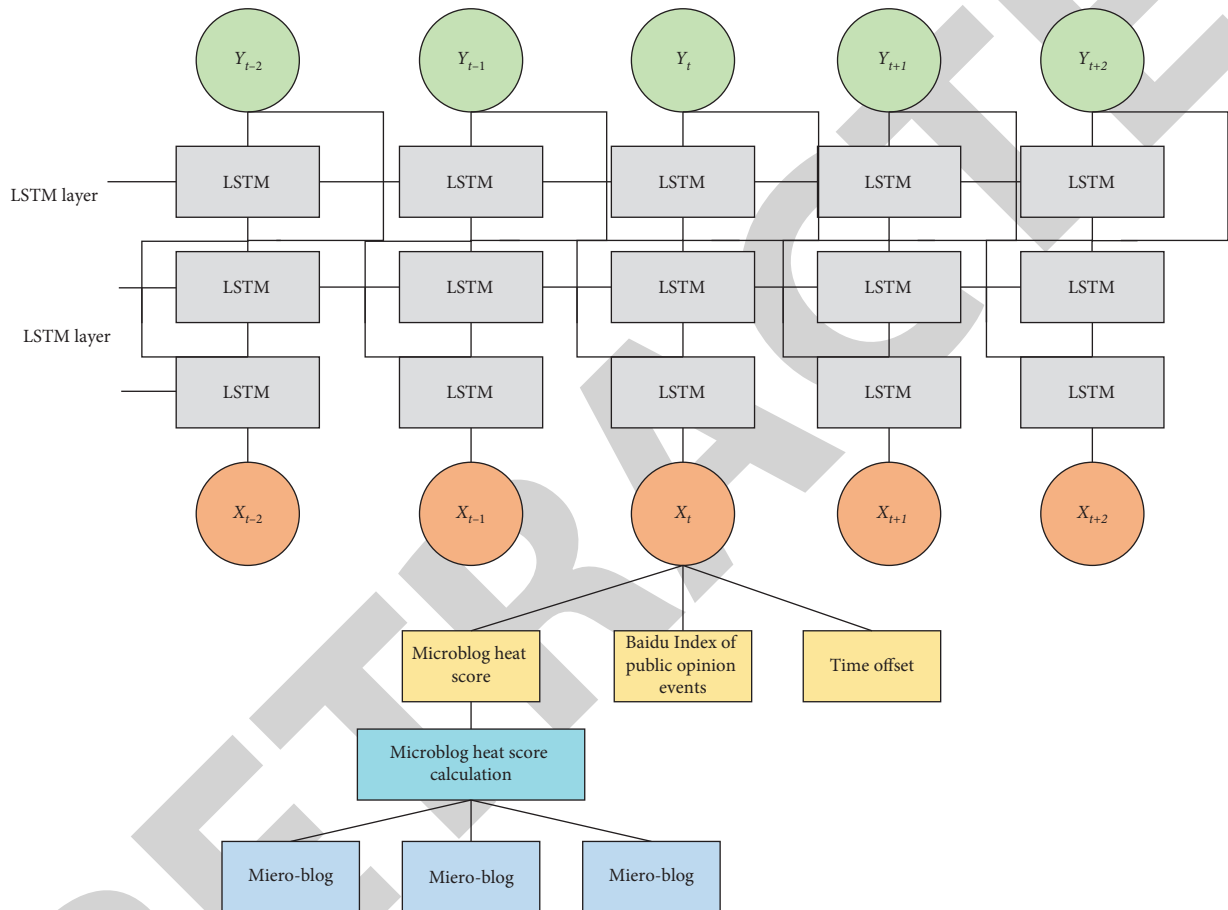 Y_{t–2} Y_{t–1} Y_t Y_{t+1} Y_{t+2}
LSTM layer
LSTM LSTM LSTM LSTM LSTM
LSTM LSTM LSTM LSTM LSTM
LSTM layer
LSTM LSTM LSTM LSTM LSTM
X_{t–2} X_{t–1} X_t X_{t+1} X_{t+2}
Microblog heat
score
Baidu Index of
public opinion
events
Time offset
Microblog heat score
calculation
Miero-blog Miero-blog Miero-blog
RETRACTE